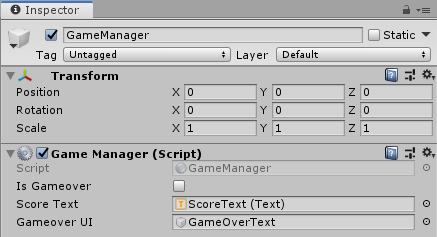 Inspector
GameManager Static
Tag Untagged Layer Default
Transform
Position X 0 Y 0 Z 0
Rotation X 0 Y 0 Z 0
Scale X 1 Y 1 Z 1
Game Manager (Script)
Script GameManager
Is Gameover
Score Text ScoreText (Text)
Gameover UI GameOverText